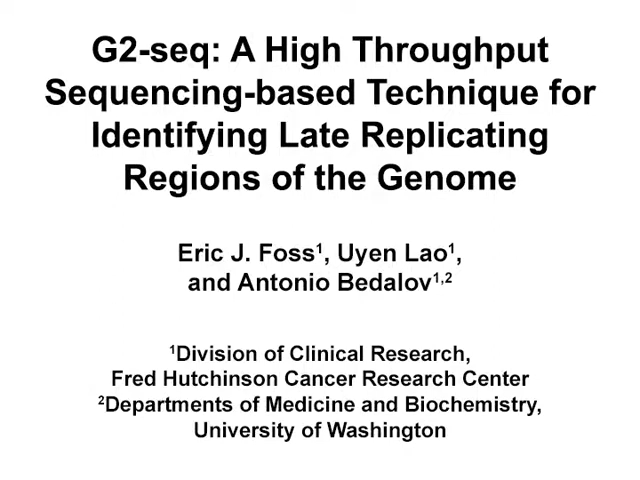 G2-seq: A High Throughput
Sequencing-based Technique for
Identifying Late Replicating
Regions of the Genome
Eric J. Foss¹, Uyen Lao¹,
and Antonio Bedalov¹,²
¹Division of Clinical Research,
Fred Hutchinson Cancer Research Center
²Departments of Medicine and Biochemistry,
University of Washington